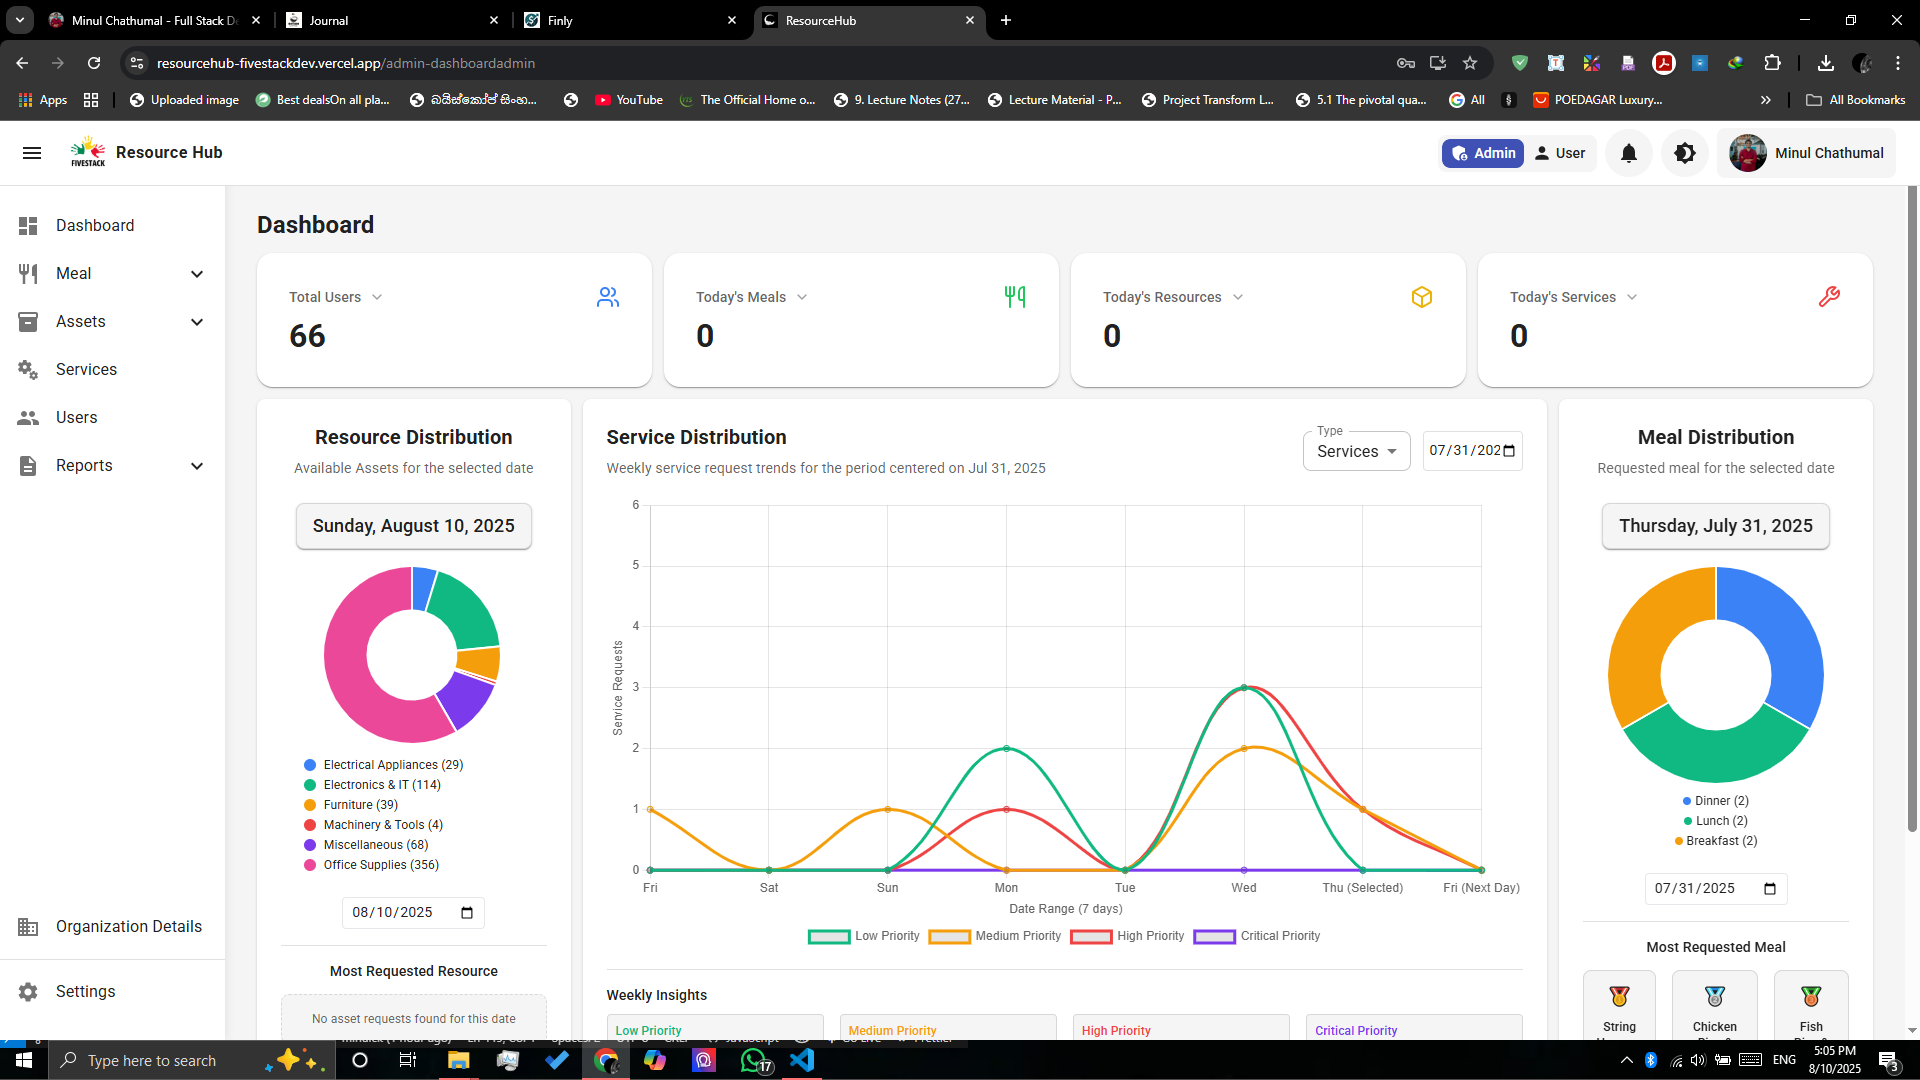 Minul Chathumal - Full Stack De
Journal
Finly
ResourceHub
resourcehub-fivestackdev.vercel.app/admin-dashboardadmin
Apps
Uploaded image
Best dealsOn all pla...
බයිස්කෝප් සිංහ...
YouTube
The Official Home o...
9. Lecture Notes (27...
Lecture Material - P...
Project Transform L...
5.1 The pivotal qua...
All
POEDAGAR Luxury...
All Bookmarks
FIVESTACK
Resource Hub
Admin
User
Minul Chathumal
Dashboard
Meal
Assets
Services
Users
Reports
Organization Details
Settings
Dashboard
Total Users
66
Today's Meals
0
Today's Resources
0
Today's Services
0
Resource Distribution
Available Assets for the selected date
Sunday, August 10, 2025
Electrical Appliances (29)
Electronics & IT (114)
Furniture (39)
Machinery & Tools (4)
Miscellaneous (68)
Office Supplies (356)
08/10/2025
Most Requested Resource
No asset requests found for this date
Service Distribution
Weekly service request trends for the period centered on Jul 31, 2025
Type
Services
07/31/202
Service Requests
6
5
4
3
2
1
0
Fri
Sat
Sun
Mon
Tue
Wed
Thu (Selected)
Fri (Next Day)
Date Range (7 days)
Low Priority
Medium Priority
High Priority
Critical Priority
Weekly Insights
Low Priority
Medium Priority
High Priority
Critical Priority
Meal Distribution
Requested meal for the selected date
Thursday, July 31, 2025
Dinner (2)
Lunch (2)
Breakfast (2)
07/31/2025
Most Requested Meal
String
Chicken
Fish
Type here to search
17
ENG
5:05 PM
8/10/2025
3